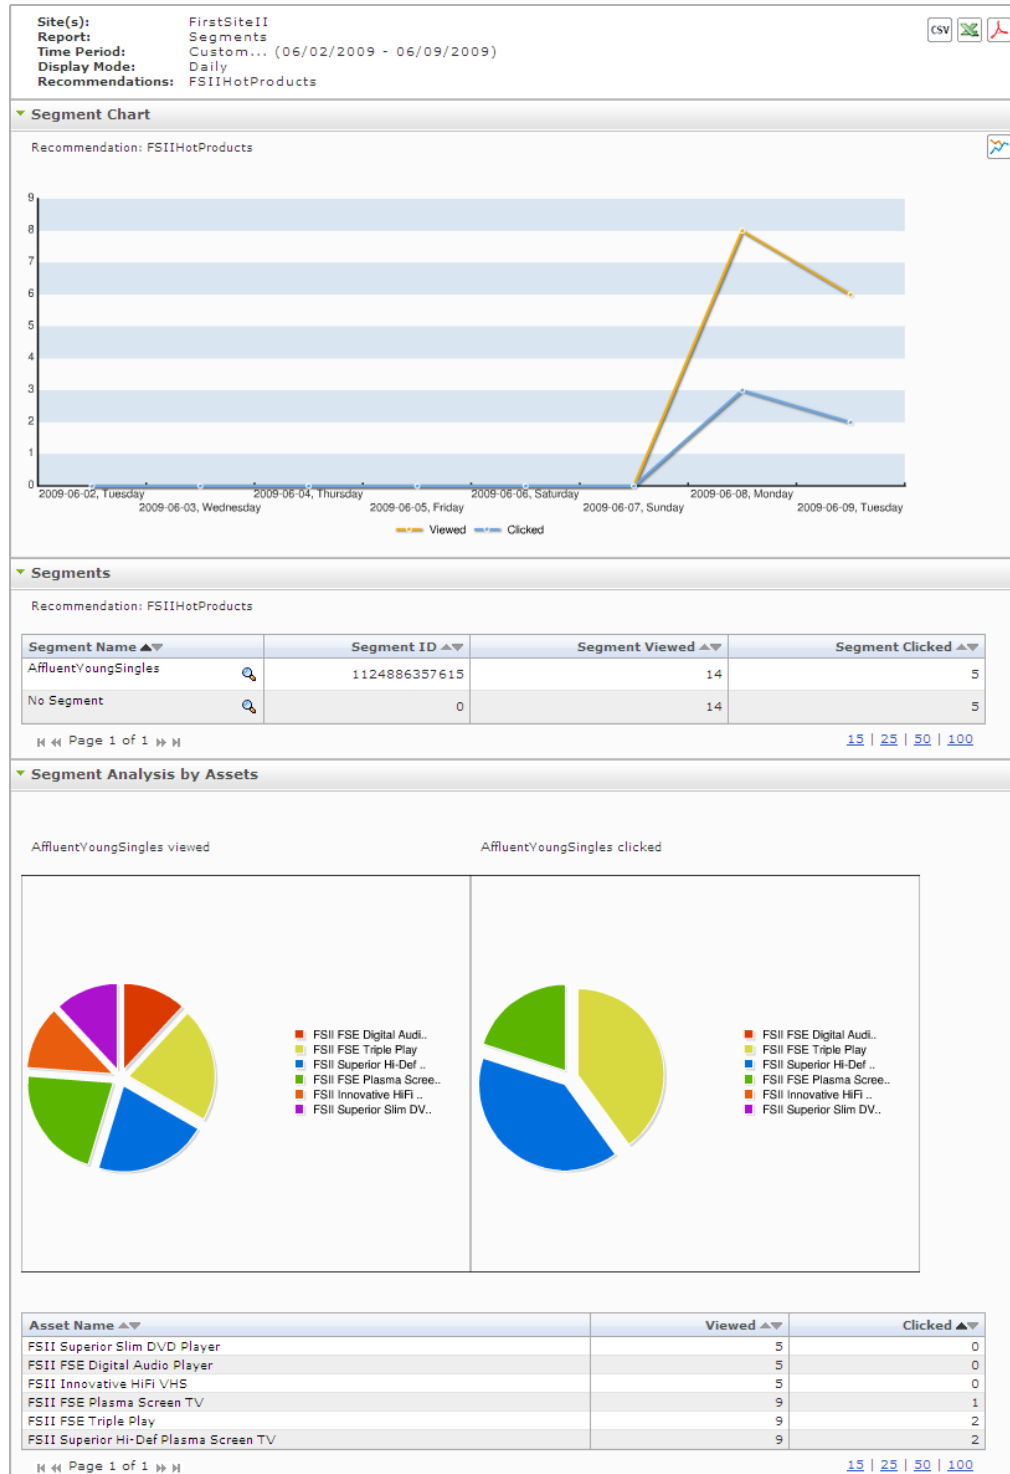 Site(s): FirstSiteII
Report: Segments
Time Period: Custom... (06/02/2009 - 06/09/2009)
Display Mode: Daily
Recommendations: FSIIHotProducts
CSV
Segment Chart
Recommendation: FSIIHotProducts
9
8
7
6
5
4
3
2
1
0
2009-06-02, Tuesday 2009-06-04, Thursday 2009-06-06, Saturday 2009-06-08, Monday
2009-06-03, Wednesday 2009-06-05, Friday 2009-06-07, Sunday 2009-06-09, Tuesday
Viewed Clicked
Segments
Recommendation: FSIIHotProducts
Segment Name Segment ID Segment Viewed Segment Clicked
AffluentYoungSingles 1124886357615 14 5
No Segment 0 14 5
Page 1 of 1 15 | 25 | 50 | 100
Segment Analysis by Assets
AffluentYoungSingles viewed AffluentYoungSingles clicked
FSII FSE Digital Audi.. FSII FSE Digital Audi..
FSII FSE Triple Play FSII FSE Triple Play
FSII Superior Hi-Def .. FSII Superior Hi-Def ..
FSII FSE Plasma Scree.. FSII FSE Plasma Scree..
FSII Innovative HiFi .. FSII Innovative HiFi ..
FSII Superior Slim DV.. FSII Superior Slim DV..
Asset Name Viewed Clicked
FSII Superior Slim DVD Player 5 0
FSII FSE Digital Audio Player 5 0
FSII Innovative HiFi VHS 5 0
FSII FSE Plasma Screen TV 9 1
FSII FSE Triple Play 9 2
FSII Superior Hi-Def Plasma Screen TV 9 2
Page 1 of 1 15 | 25 | 50 | 100